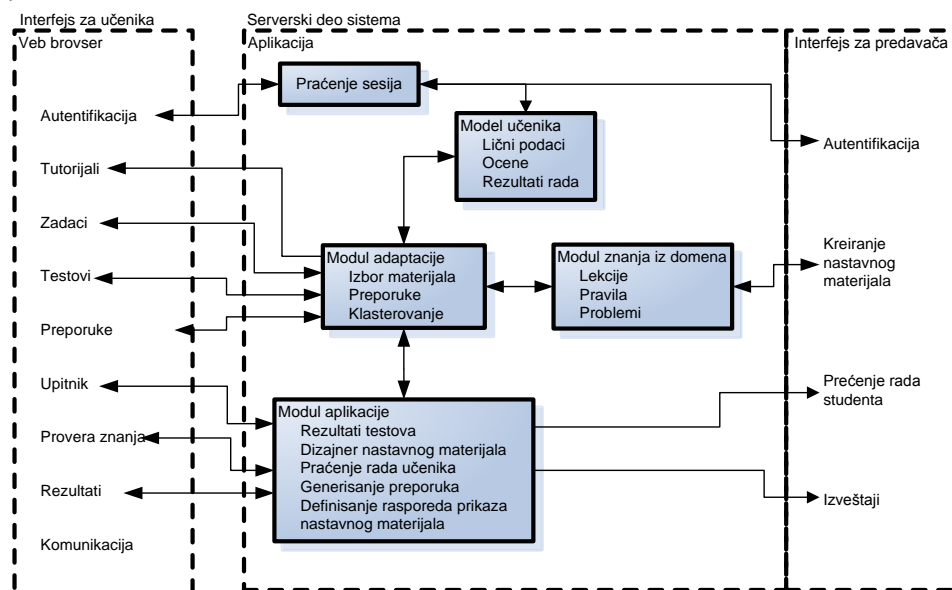 Interfejs za učenika
Serverski deo sistema
Veb brovser
Aplikacija
Interfejs za predavača
Praćenje sesija
Autentifikacija
Tutorijali
Zadaci
Testovi
Preporuke
Upitnik
Provera znanja
Rezultati
Komunikacija
Model učenika
Lični podaci
Ocene
Rezultati rada
Modul adaptacije
Izbor materijala
Preporuke
Klasterovanje
Modul znanja iz domena
Lekcije
Pravila
Problemi
Modul aplikacije
Rezultati testova
Dizajner nastavnog materijala
Praćenje rada učenika
Generisanje preporuka
Definisanje rasporeda prikaza
nastavnog materijala
Autentifikacija
Kreiranje
nastavnog
materijala
Prećenje rada
studenta
Izveštaji